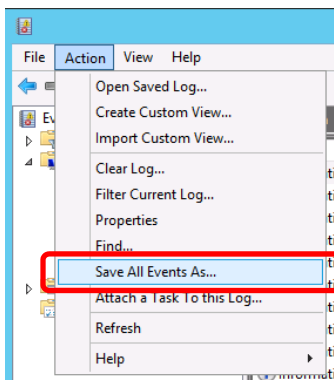 File Action View Help
Ev
Open Saved Log...
Create Custom View...
Import Custom View...
Clear Log...
Filter Current Log...
Properties
Find...
Save All Events As...
Attach a Task To this Log...
Refresh
Help